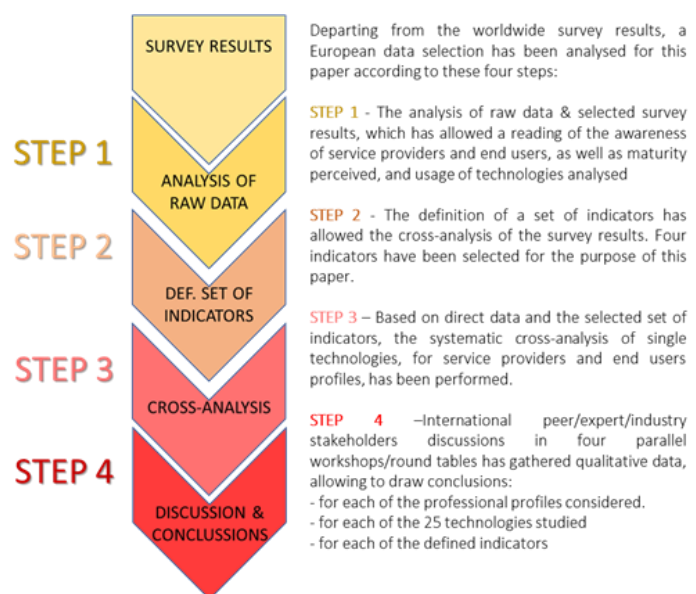 SURVEY RESULTS
STEP 1
ANALYSIS OF
RAW DATA
STEP 2
DEF. SET OF
INDICATORS
STEP 3
CROSS-ANALYSIS
STEP 4
DISCUSSION &
CONCLUSSIONS
Departing from the worldwide survey results, a
European data selection has been analysed for this
paper according to these four steps:
STEP 1 - The analysis of raw data & selected survey
results, which has allowed a reading of the awareness
of service providers and end users, as well as maturity
perceived, and usage of technologies analysed
STEP 2 - The definition of a set of indicators has
allowed the cross-analysis of the survey results. Four
indicators have been selected for the purpose of this
paper.
STEP 3 – Based on direct data and the selected set of
indicators, the systematic cross-analysis of single
technologies, for service providers and end users
profiles, has been performed.
STEP 4 –International peer/expert/industry
stakeholders discussions in four parallel
workshops/round tables has gathered qualitative data,
allowing to draw conclusions:
- for each of the professional profiles considered.
- for each of the 25 technologies studied
- for each of the defined indicators